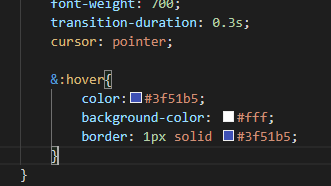 font-weight: 700;
transition-duration: 0.3s;
cursor: pointer;
&:hover{
color:#3f51b5;
background-color: #fff;
border: 1px solid #3f51b5;
}
}